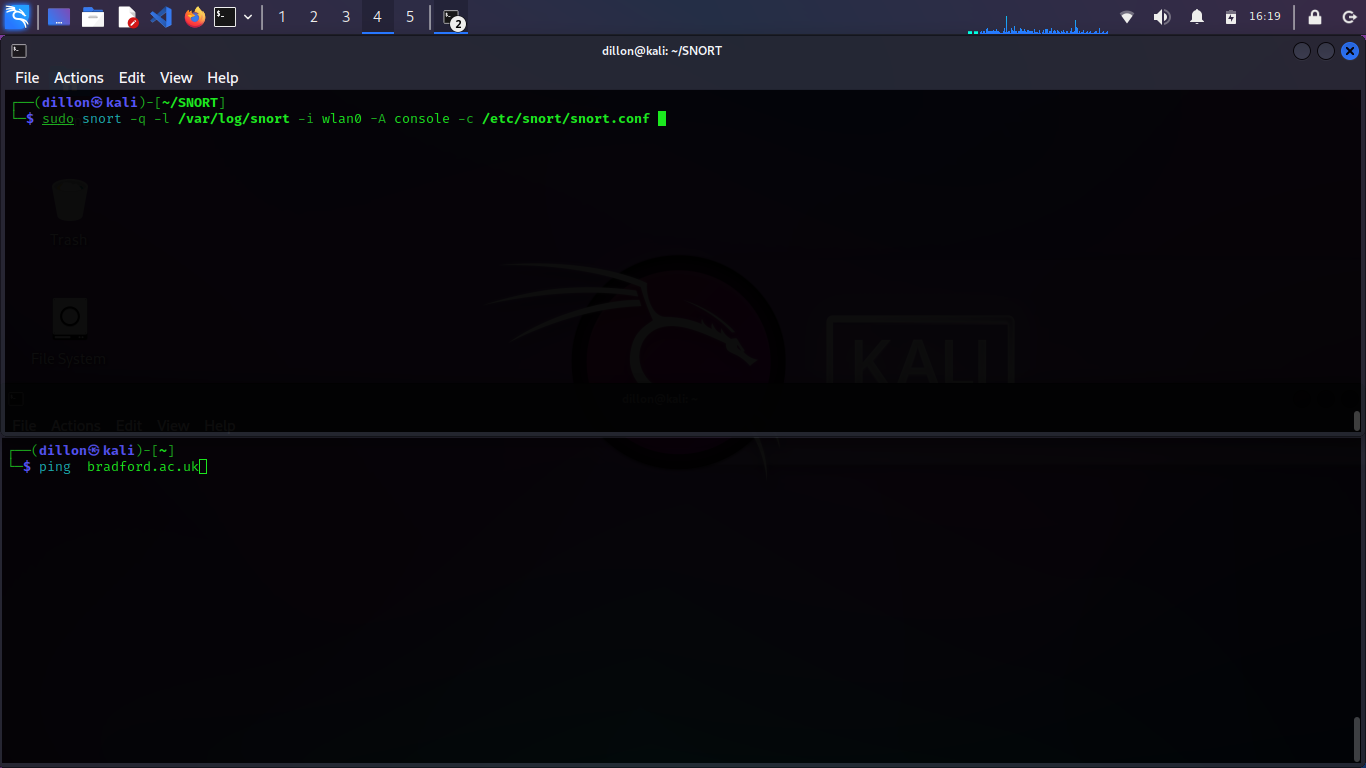 1 2 3 4 5 2 16:19
dillon@kali: ~/SNORT
File Actions Edit View Help
┌──(dillon㉿kali)-[~/SNORT]
└─$ sudo snort -q -l /var/log/snort -i wlan0 -A console -c /etc/snort/snort.conf
Trash
File System
KALI
File Actions Edit View Help
┌──(dillon㉿kali)-[~]
└─$ ping  bradford.ac.uk